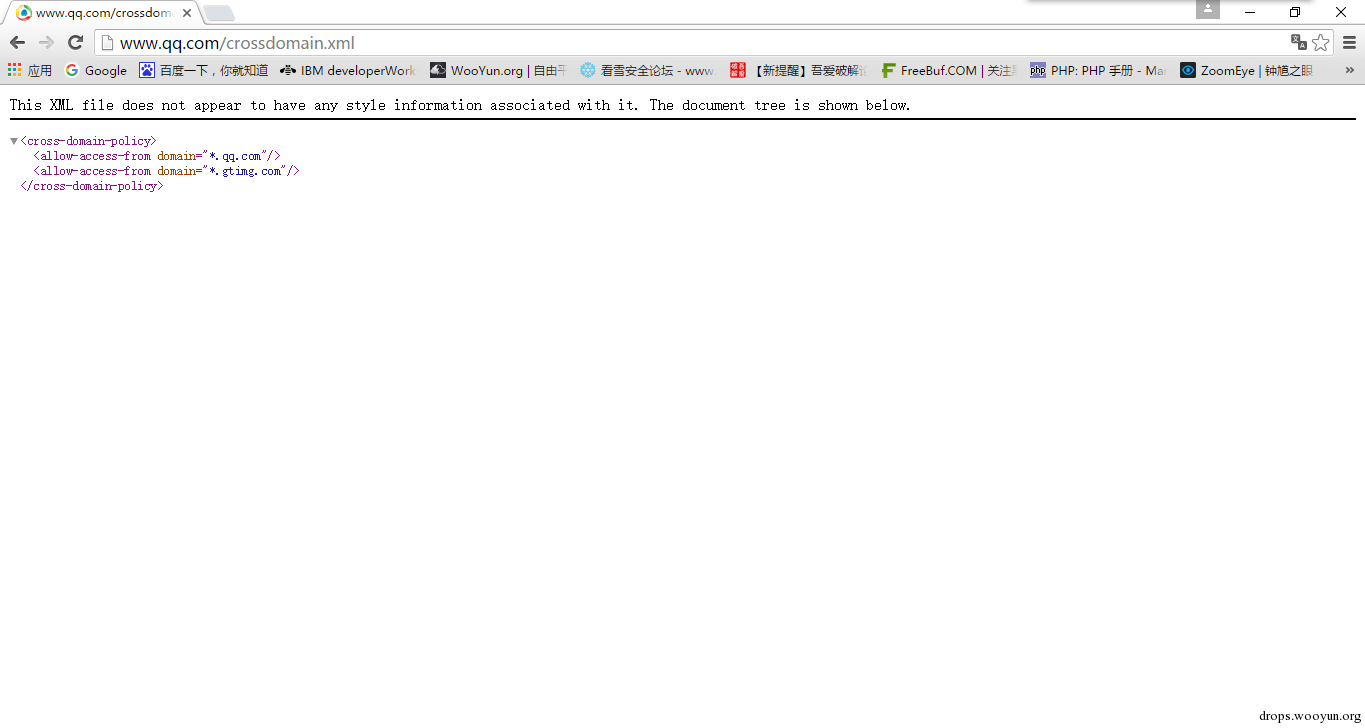 www.qq.com/crossdom
www.qq.com/crossdomain.xml
应用 Google 百度一下，你就知道 IBM developerWork WooYun.org | 自由平 看雪安全论坛 - www. 【新提醒】吾爱破解论 FreeBuf.COM | 关注黑 PHP: PHP 手册 - Ma ZoomEye | 钟馗之眼 »
This XML file does not appear to have any style information associated with it. The document tree is shown below.
▼<cross-domain-policy>
<allow-access-from domain="*.qq.com"/>
<allow-access-from domain="*.gtimg.com"/>
</cross-domain-policy>
drops.wooyun.org